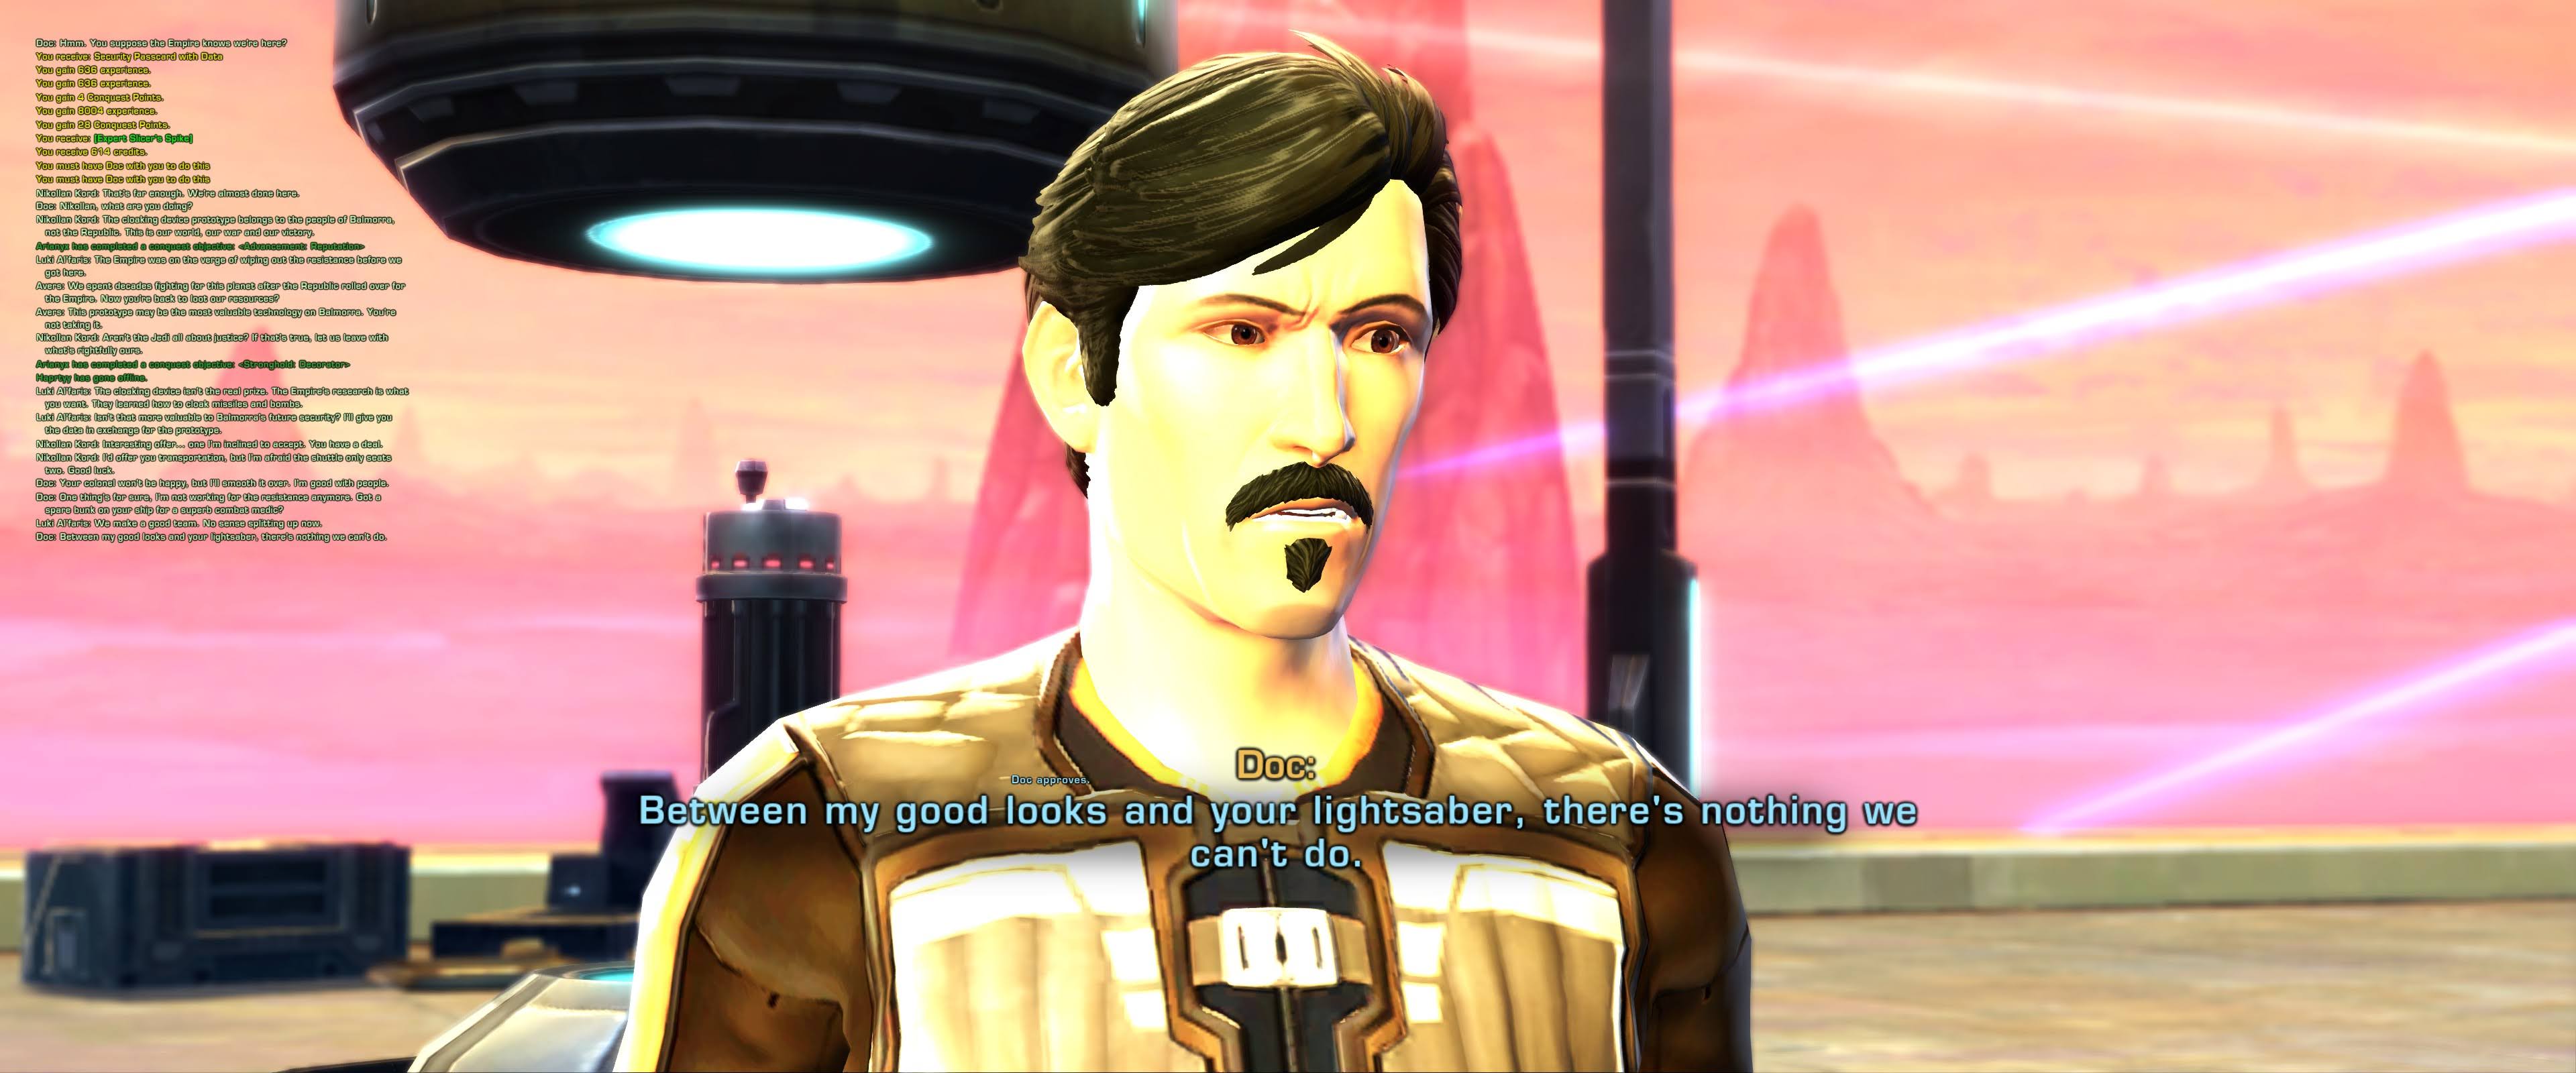 Doc: Hmm. You suppose the Empire knows we're here?
You receive: Security Passcard with Data
You gain 636 experience.
You gain 636 experience.
You gain 4 Conquest Points.
You gain 8004 experience.
You gain 28 Conquest Points.
You receive: [Expert Slicer's Spike]
You receive 614 credits.
You must have Doc with you to do this
You must have Doc with you to do this
Nikollan Kord: That's far enough. We're almost done here.
Doc: Nikollan, what are you doing?
Nikollan Kord: The cloaking device prototype belongs to the people of Balmorra,
not the Republic. This is our world, our war and our victory.
Arianyx has completed a conquest objective: <Advancement: Reputation>
Luki Al'faris: The Empire was on the verge of wiping out the resistance before we
got here.
Avers: We spent decades fighting for this planet after the Republic rolled over for
the Empire. Now you're back to loot our resources?
Avers: This prototype may be the most valuable technology on Balmorra. You're
not taking it.
Nikollan Kord: Aren't the Jedi all about justice? If that's true, let us leave with
what's rightfully ours.
Arianyx has completed a conquest objective: <Stronghold: Decorator>
has gone offline.
Luki Al'faris: The cloaking device isn't the real prize. The Empire's research is what
you want. They learned how to cloak missiles and bombs.
Luki Al'faris: Isn't that more valuable to Balmorra's future security? I'll give you
the data in exchange for the prototype.
Nikollan Kord: Interesting offer... one I'm inclined to accept. You have a deal.
Nikollan Kord: I'd offer you transportation, but I'm afraid the shuttle only seats
two. Good luck.
Doc: Your colonel won't be happy, but I'll smooth it over. I'm good with people.
Doc: One thing's for sure, I'm not working for the resistance anymore. Got a
spare bunk on your ship for a superb combat medic?
Luki Al'faris: We make a good team. No sense splitting up now.
Doc: Between my good looks and your lightsaber, there's nothing we can't do.
Doc:
Doc approves.
Between my good looks and your lightsaber, there's nothing we
can't do.